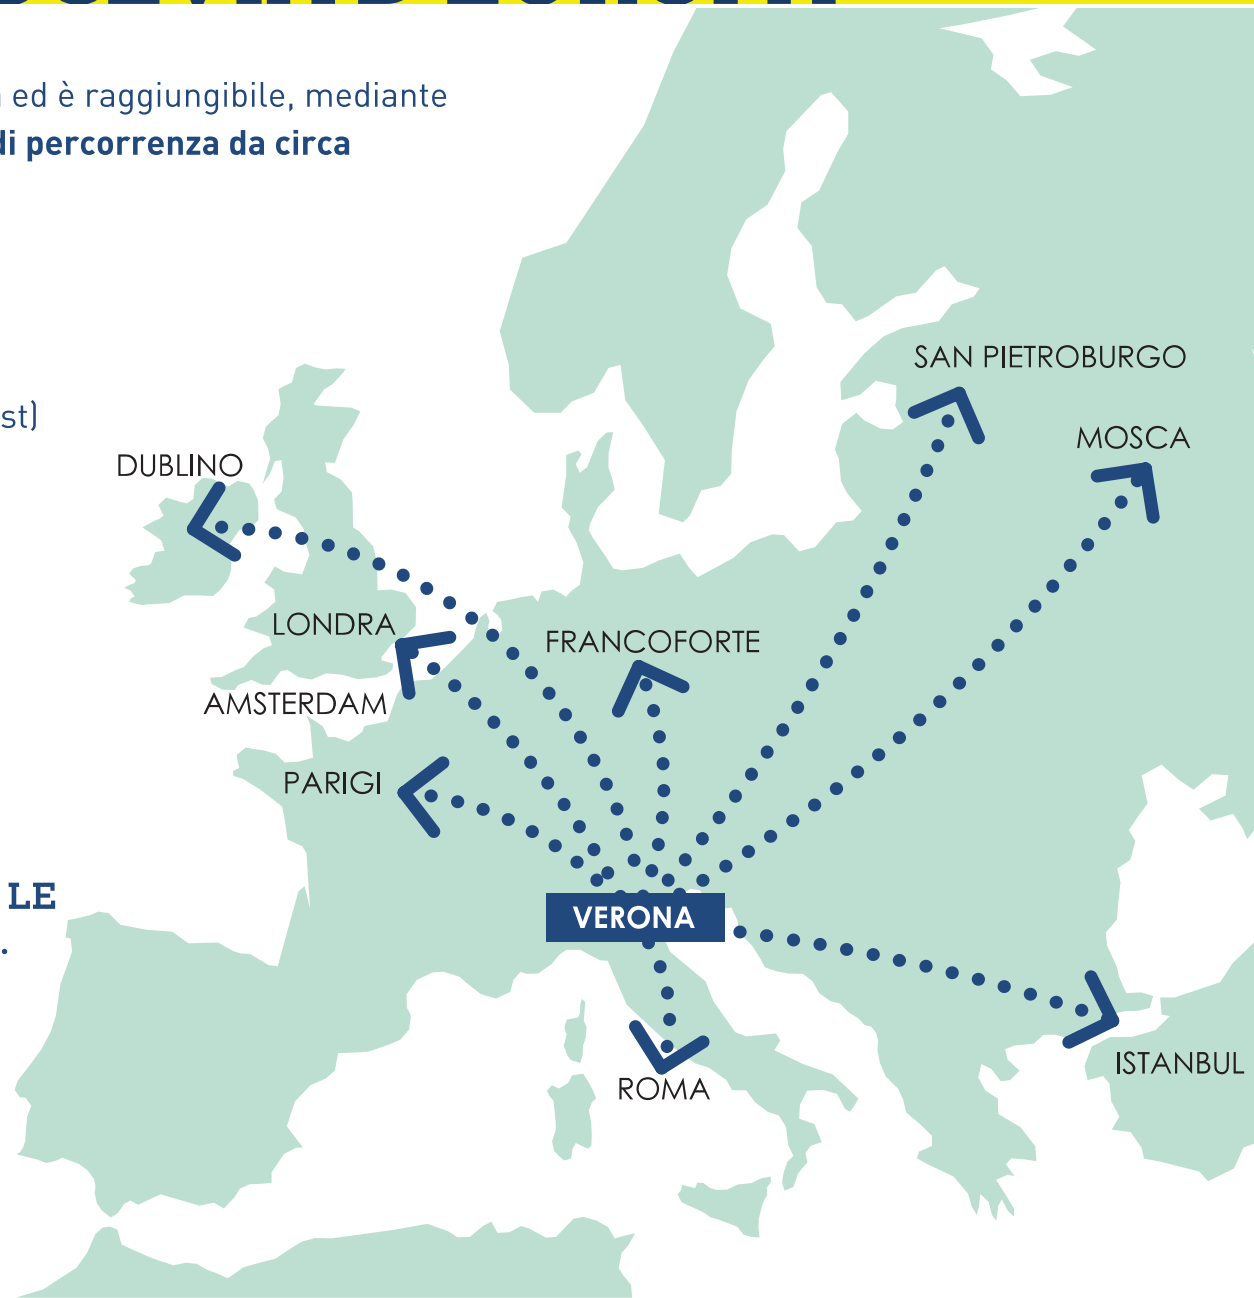 ed è raggiungibile, mediante
di percorrenza da circa
st)
SAN PIETROBURGO
MOSCA
DUBLINO
LONDRA
FRANCOFORTE
AMSTERDAM
PARIGI
LE
.
VERONA
ISTANBUL
ROMA